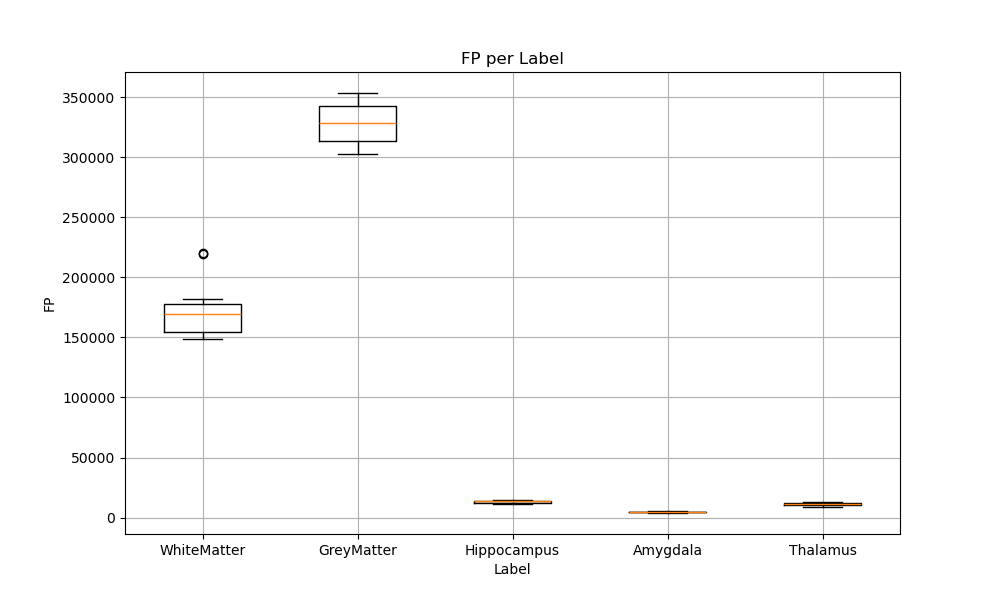 FP per Label
350000
300000
250000
200000
150000
100000
50000
0
FP
WhiteMatter GreyMatter Hippocampus Amygdala Thalamus
Label